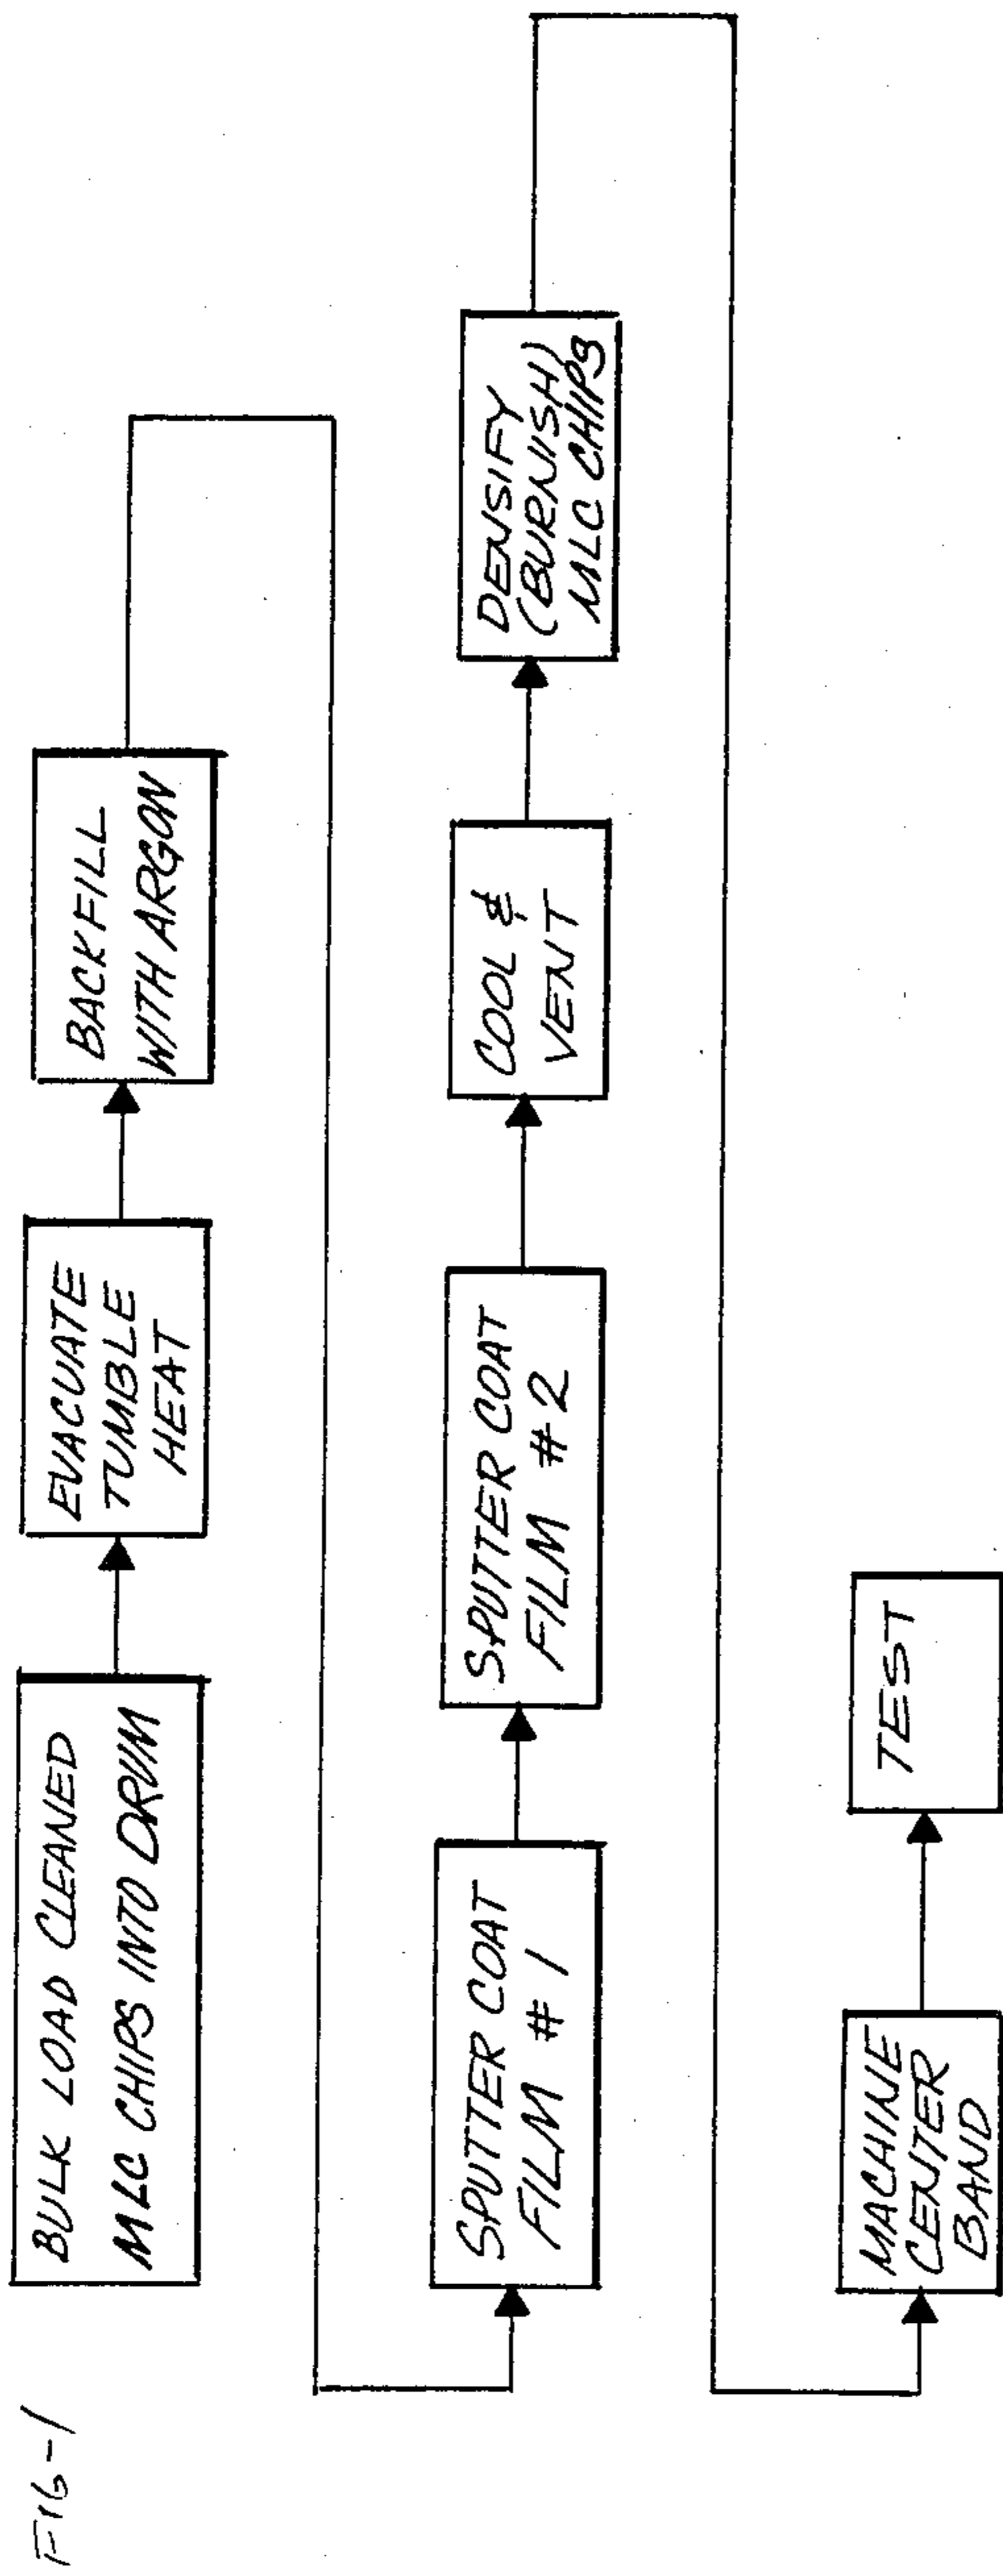 FIG-1
BULK LOAD CLEANED
MLC CHIPS INTO DRUM
EVACUATE
TUMBLE
HEAT
BACKFILL
WITH ARGON
SPUTTER COAT
FILM #1
SPUTTER COAT
FILM #2
COOL &
VENT
DENSIFY
(BURNISH)
MLC CHIPS
MACHINE
CENTER
BAND
TEST